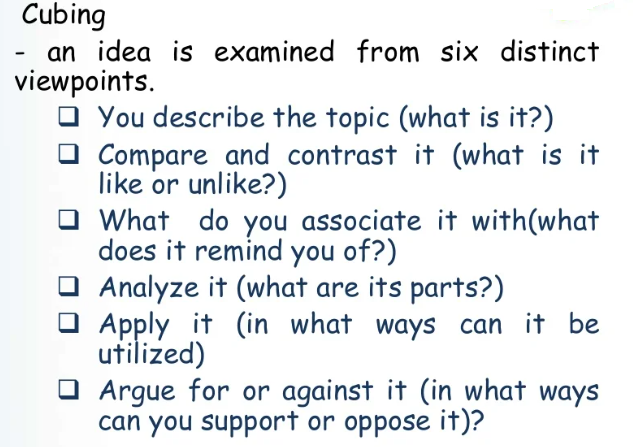 Cubing
- an idea is examined from six distinct
viewpoints.
❑ You describe the topic (what is it?)
❑ Compare and contrast it (what is it
like or unlike?)
❑ What do you associate it with(what
does it remind you of?)
❑ Analyze it (what are its parts?)
❑ Apply it (in what ways can it be
utilized)
❑ Argue for or against it (in what ways
can you support or oppose it)?